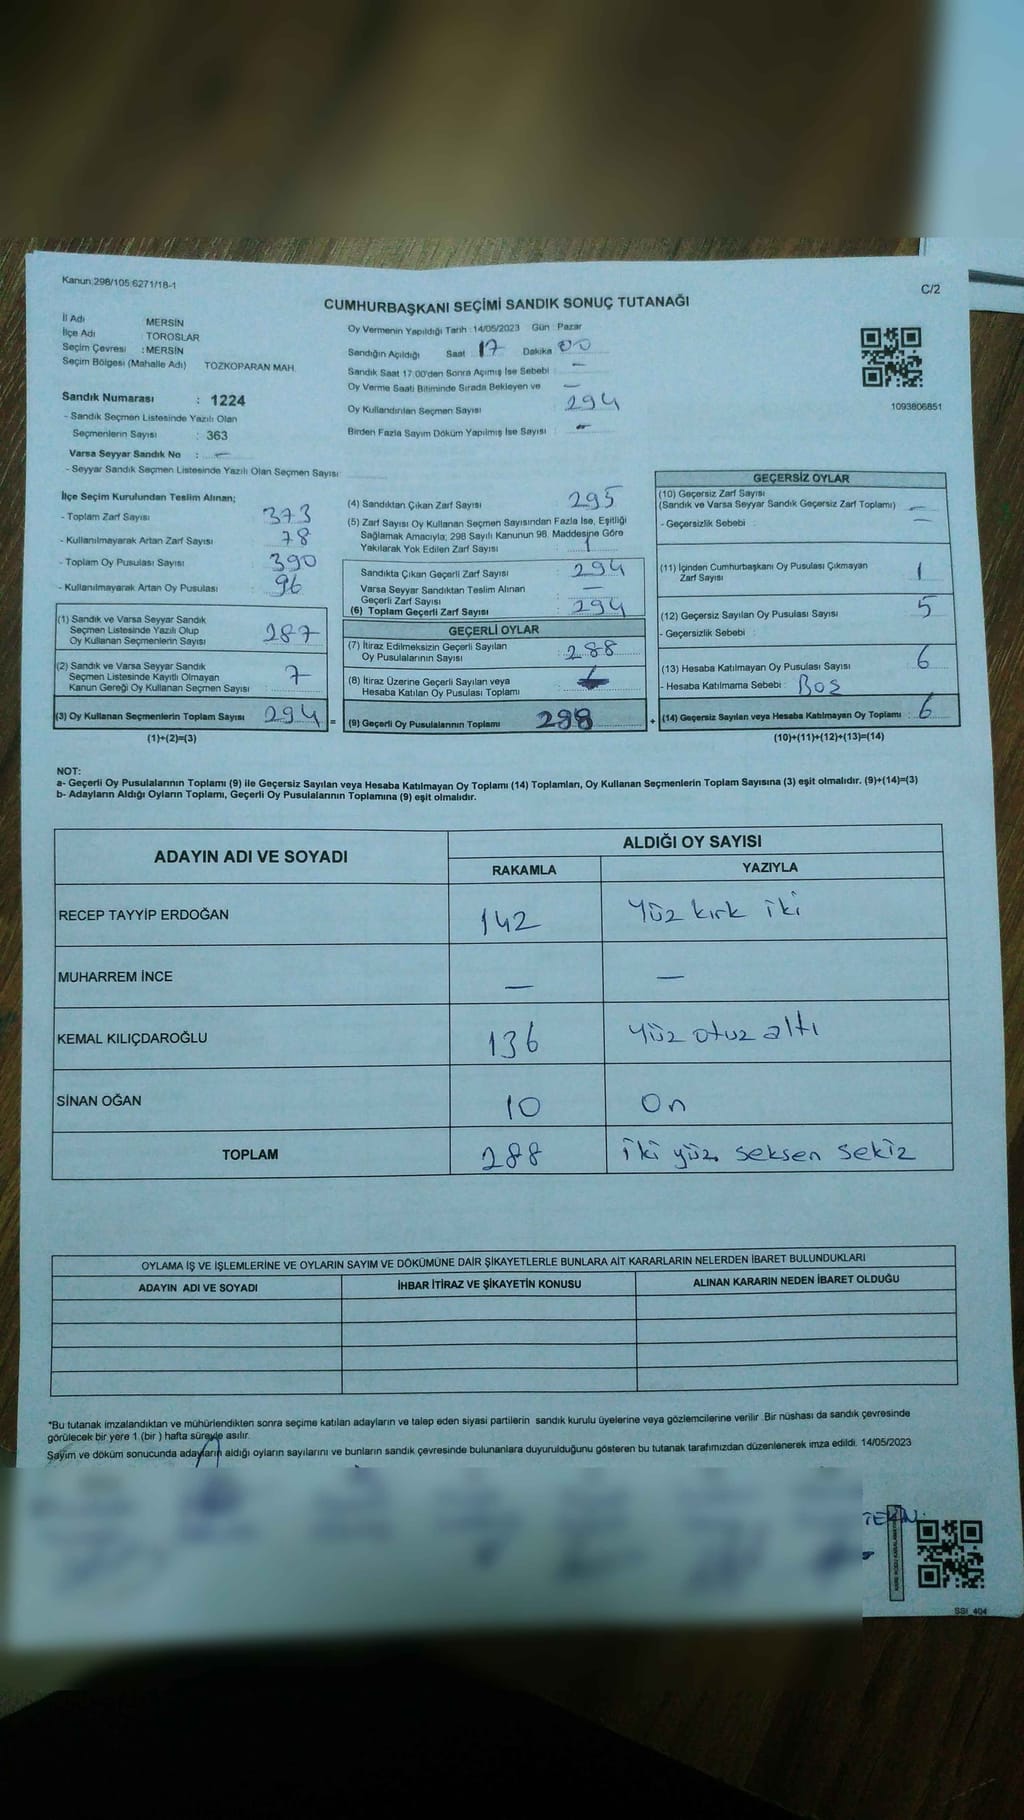 Kanun:298/105.6271/18-1
C/2
CUMHURBAŞKANI SEÇİMİ SANDIK SONUÇ TUTANAĞI
İl Adı MERSİN
İlçe Adı TOROSLAR
Seçim Çevresi : MERSİN
Seçim Bölgesi (Mahalle Adı) TOZKOPARAN MAH.
Sandık Numarası : 1224
- Sandık Seçmen Listesinde Yazılı Olan
Seçmenlerin Sayısı : 363
Varsa Seyyar Sandık No : —
- Seyyar Sandık Seçmen Listesinde Yazılı Olan Seçmen Sayısı
Oy Vermenin Yapıldığı Tarih : 14/05/2023 Gün : Pazar
Sandığın Açıldığı Saat : 17 Dakika : 00
Sandık Saat 17:00'den Sonra Açımış İse Sebebi : —
Oy Verme Saati Bitiminde Sırada Bekleyen ve —
Oy Kullandırılan Seçmen Sayısı 294
Birden Fazla Sayım Döküm Yapılmış İse Sayısı : —
1093806851
İlçe Seçim Kurulundan Teslim Alınan;
- Toplam Zarf Sayısı : 373
- Kullanılmayarak Artan Zarf Sayısı : 78
- Toplam Oy Pusulası Sayısı : 390
- Kullanılmayarak Artan Oy Pusulası : 96
(1) Sandık ve Varsa Seyyar Sandık
Seçmen Listesinde Yazılı Olup
Oy Kullanan Seçmenlerin Sayısı : 287
(2) Sandık ve Varsa Seyyar Sandık
Seçmen Listesinde Kayıtlı Olmayan
Kanun Gereği Oy Kullanan Seçmen Sayısı : 7
(3) Oy Kullanan Seçmenlerin Toplam Sayısı : 294 =
(1)+(2)=(3)
(4) Sandıktan Çıkan Zarf Sayısı : 295
(5) Zarf Sayısı Oy Kullanan Seçmen Sayısından Fazla İse, Eşitliği
Sağlamak Amacıyla; 298 Sayılı Kanunun 98. Maddesine Göre
Yakılarak Yok Edilen Zarf Sayısı : 1
Sandıkta Çıkan Geçerli Zarf Sayısı : 294
Varsa Seyyar Sandıktan Teslim Alınan
Geçerli Zarf Sayısı : —
(6) Toplam Geçerli Zarf Sayısı : 294
GEÇERLİ OYLAR
(7) İtiraz Edilmeksizin Geçerli Sayılan
Oy Pusulalarının Sayısı : 288
(8) İtiraz Üzerine Geçerli Sayılan veya
Hesaba Katılan Oy Pusulası Toplamı :
(9) Geçerli Oy Pusulalarının Toplamı : 288 +
GEÇERSİZ OYLAR
(10) Geçersiz Zarf Sayısı
(Sandık ve Varsa Seyyar Sandık Geçersiz Zarf Toplamı) : —
- Geçersizlik Sebebi : —
(11) İçinden Cumhurbaşkanı Oy Pusulası Çıkmayan
Zarf Sayısı : 1
(12) Geçersiz Sayılan Oy Pusulası Sayısı : 5
- Geçersizlik Sebebi :
(13) Hesaba Katılmayan Oy Pusulası Sayısı : 6
- Hesaba Katılmama Sebebi : Boş
(14) Geçersiz Sayılan veya Hesaba Katılmayan Oy Toplamı : 6
(10)+(11)+(12)+(13)=(14)
NOT:
a- Geçerli Oy Pusulalarının Toplamı (9) ile Geçersiz Sayılan veya Hesaba Katılmayan Oy Toplamı (14) Toplamları, Oy Kullanan Seçmenlerin Toplam Sayısına (3) eşit olmalıdır. (9)+(14)=(3)
b- Adayların Aldığı Oyların Toplamı, Geçerli Oy Pusulalarının Toplamına (9) eşit olmalıdır.
ADAYIN ADI VE SOYADI
ALDIĞI OY SAYISI
RAKAMLA YAZIYLA
RECEP TAYYİP ERDOĞAN 142 Yüz kırk iki
MUHARREM İNCE — —
KEMAL KILIÇDAROĞLU 136 Yüz otuz altı
SİNAN OĞAN 10 On
TOPLAM 288 iki yüz seksen sekiz
OYLAMA İŞ VE İŞLEMLERİNE VE OYLARIN SAYIM VE DÖKÜMÜNE DAİR ŞİKAYETLERLE BUNLARA AİT KARARLARIN NELERDEN İBARET BULUNDUKLARI
ADAYIN ADI VE SOYADI İHBAR İTİRAZ VE ŞİKAYETİN KONUSU ALINAN KARARIN NEDEN İBARET OLDUĞU
*Bu tutanak imzalandıktan ve mühürlendikten sonra seçime katılan adayların ve talep eden siyasi partilerin sandık kurulu üyelerine veya gözlemcilerine verilir. Bir nüshası da sandık çevresinde
görülecek bir yere 1 (bir) hafta süreyle asılır.
Sayım ve döküm sonucunda adayların aldığı oyların sayılarını ve bunların sandık çevresinde bulunanlara duyurulduğunu gösteren bu tutanak tarafımızdan düzenlenerek imza edildi. 14/05/2023
SSI_404